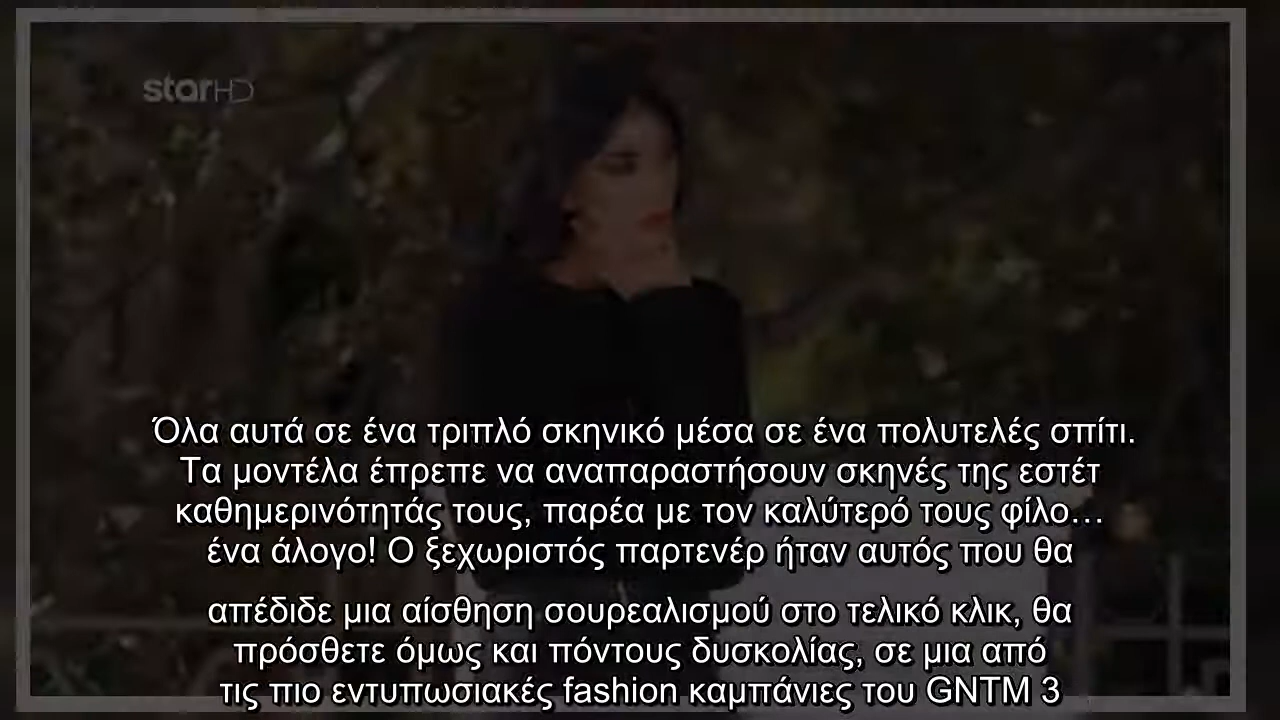 starHD
Όλα αυτά σε ένα τριπλό σκηνικό μέσα σε ένα πολυτελές σπίτι.
Τα μοντέλα έπρεπε να αναπαραστήσουν σκηνές της εστέτ
καθημερινότητάς τους, παρέα με τον καλύτερό τους φίλο…
ένα άλογο! Ο ξεχωριστός παρτενέρ ήταν αυτός που θα
απέδιδε μια αίσθηση σουρεαλισμού στο τελικό κλικ, θα
πρόσθετε όμως και πόντους δυσκολίας, σε μια από
τις πιο εντυπωσιακές fashion καμπάνιες του GNTM 3